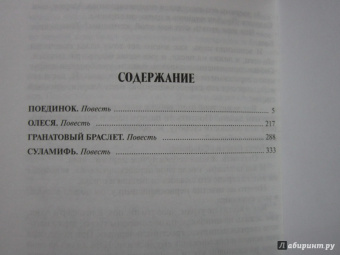 СОДЕРЖАНИЕ
ПОЕДИНОК. Повесть ........ 5
ОЛЕСЯ. Повесть ........ 217
ГРАНАТОВЫЙ БРАСЛЕТ. Повесть ........ 288
СУЛАМИФЬ. Повесть ........ 333
Лабиринт.ру